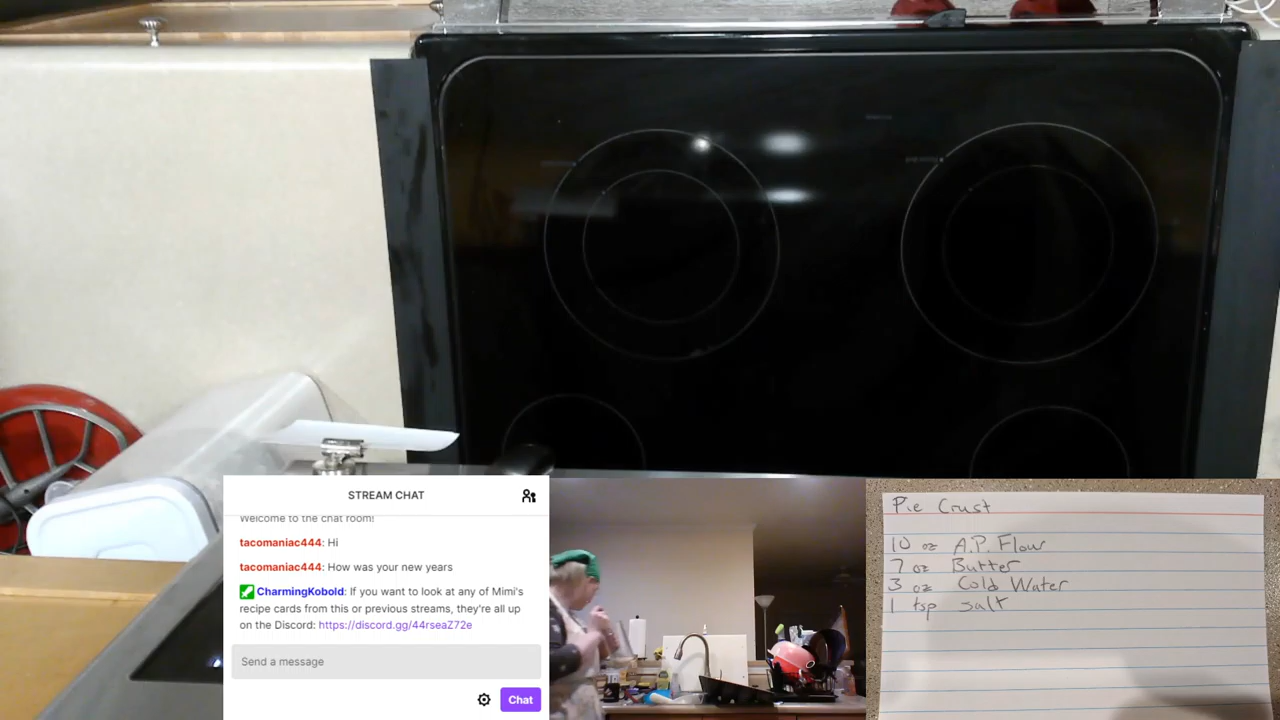 STREAM CHAT
Welcome to the chat room!
tacomaniac444: Hi
tacomaniac444: How was your new years
CharmingKobold: If you want to look at any of Mimi's
recipe cards from this or previous streams, they're all up
on the Discord: https://discord.gg/44rseaZ72e
Send a message
Chat
Pie Crust
10 oz A.P. Flour
7 oz Butter
3 oz Cold Water
1 tsp salt